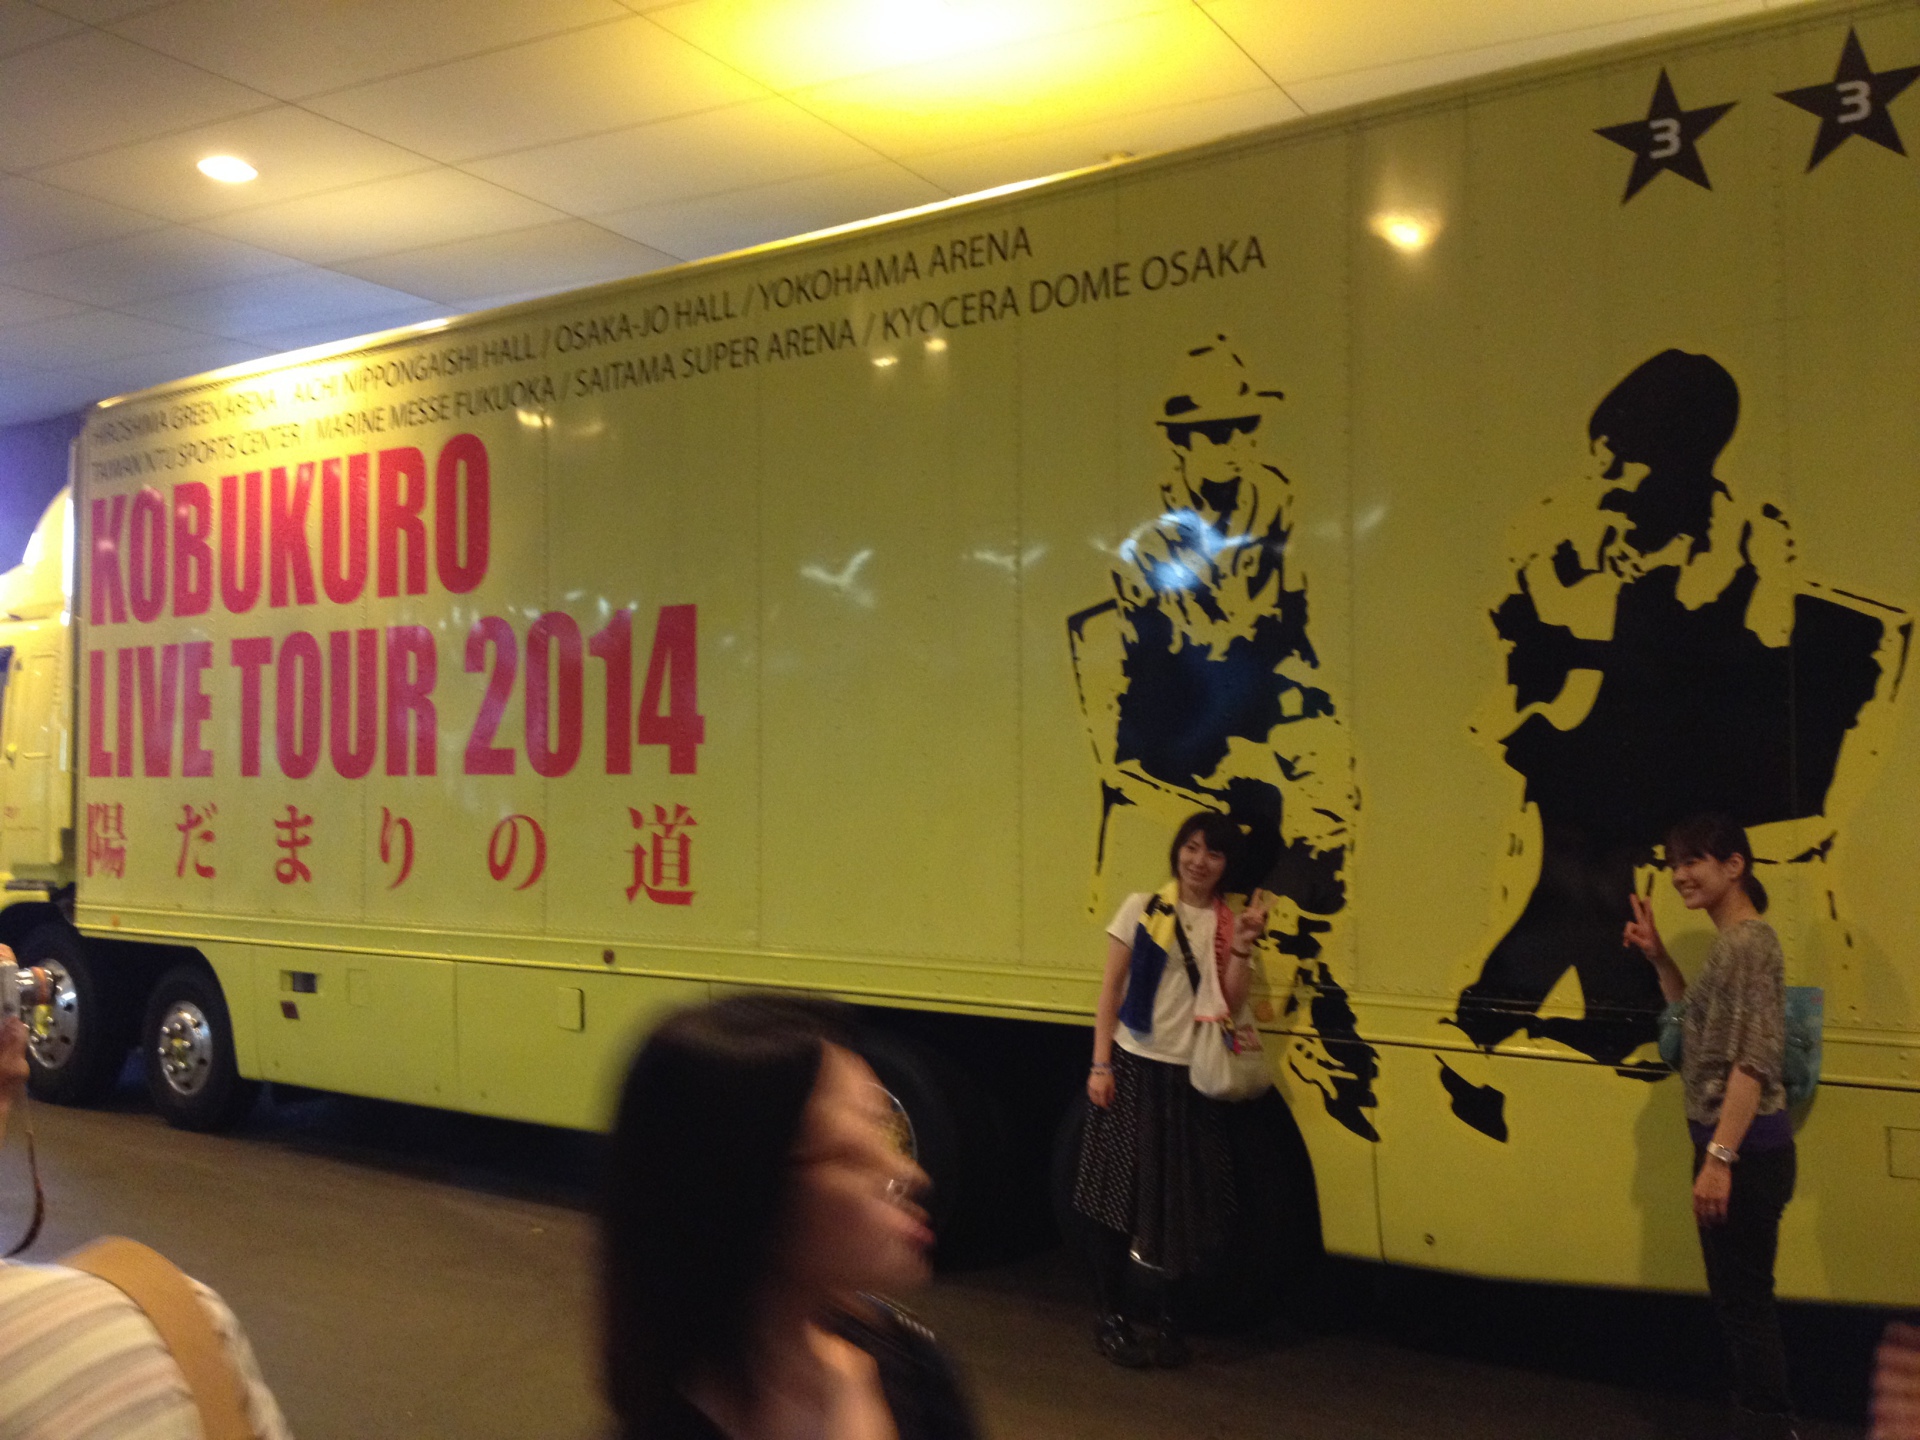 HIROSHIMA GREEN ARENA / AICHI NIPPONGAISHI HALL / OSAKA-JO HALL / YOKOHAMA ARENA
TAIWAN NTU SPORTS CENTER / MARINE MESSE FUKUOKA / SAITAMA SUPER ARENA / KYOCERA DOME OSAKA
KOBUKURO
LIVE TOUR 2014
陽だまりの道
3 3